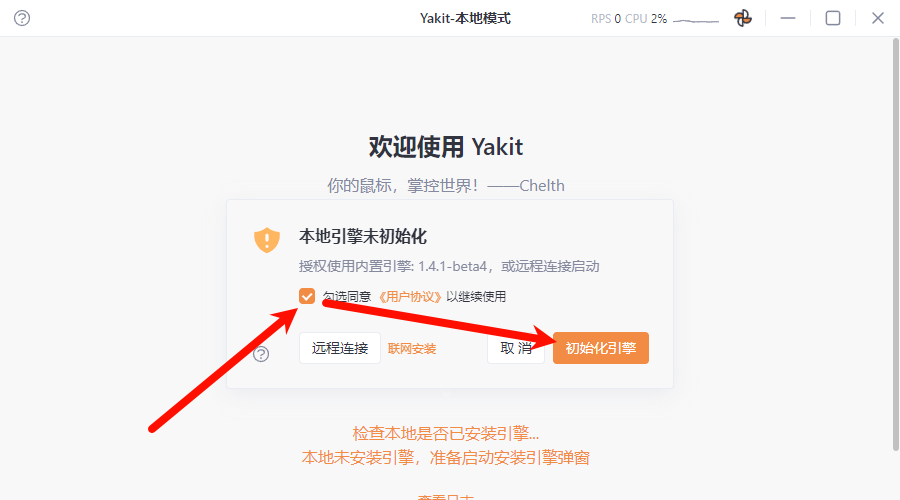 Yakit-本地模式
RPS 0 CPU 2%
欢迎使用 Yakit
你的鼠标，掌控世界！——Chelth
本地引擎未初始化
授权使用内置引擎: 1.4.1-beta4，或远程连接启动
勾选同意 《用户协议》以继续使用
远程连接 联网安装 取 消 初始化引擎
检查本地是否已安装引擎...
本地未安装引擎，准备启动安装引擎弹窗
查看日志